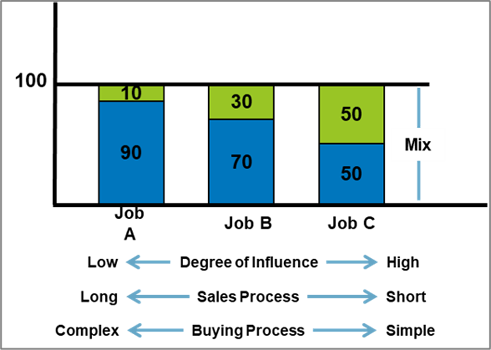 100
10
30
50
90
70
50
Mix
Job
A
Job B
Job C
Low Degree of Influence High
Long Sales Process Short
Complex Buying Process Simple